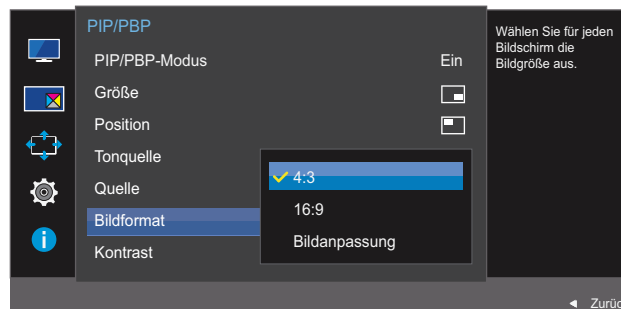 PIP/PBP
PIP/PBP-Modus Ein
Größe
Position
Tonquelle
Quelle
Bildformat
Kontrast
4:3
16:9
Bildanpassung
Wählen Sie für jeden
Bildschirm die
Bildgröße aus.
Zurüc